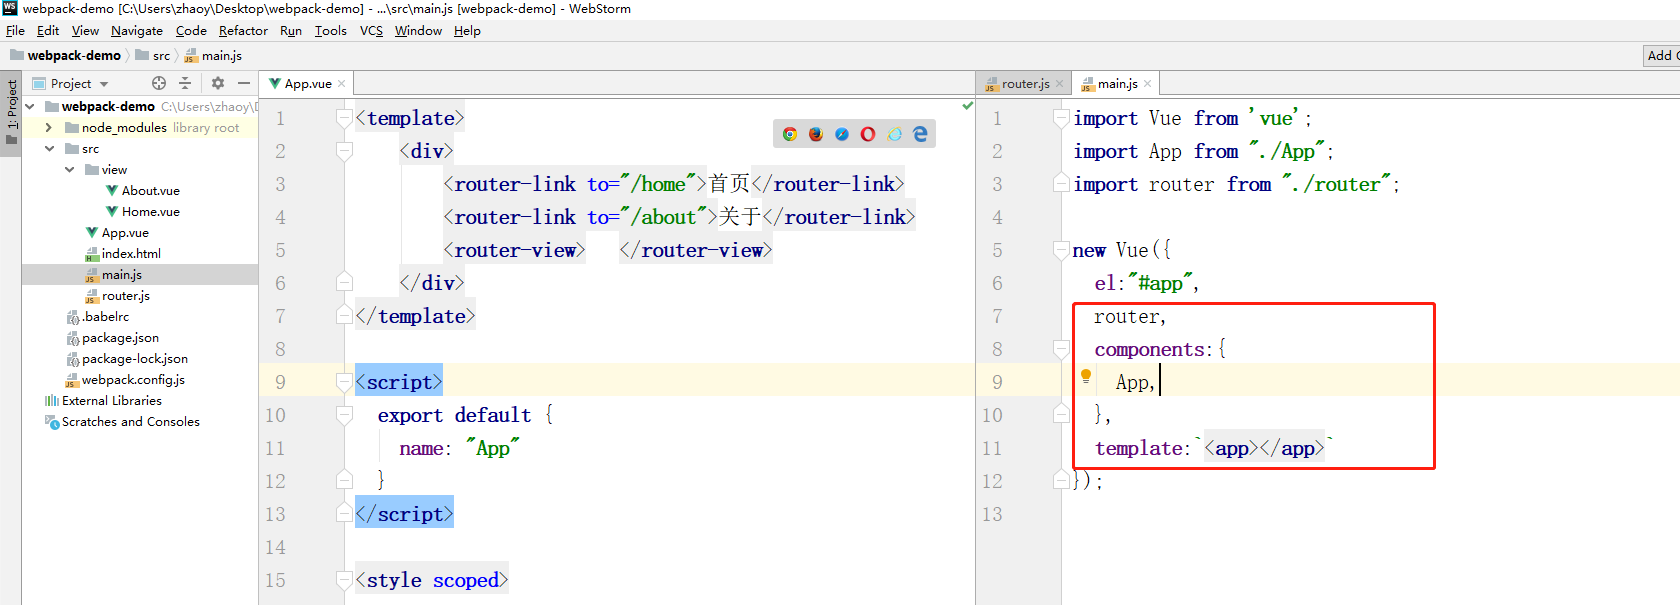 WS webpack-demo [C:\Users\zhaoy\Desktop\webpack-demo] - ...\src\main.js [webpack-demo] - WebStorm
File Edit View Navigate Code Refactor Run Tools VCS Window Help
webpack-demo src main.js Add
1: Project
Project
webpack-demo C:\Users\zhaoy\
node_modules library root
src
view
About.vue
Home.vue
App.vue
index.html
main.js
router.js
.babelrc
package.json
package-lock.json
webpack.config.js
External Libraries
Scratches and Consoles
App.vue
1 <template>
2 <div>
3 <router-link to="/home">首页</router-link>
4 <router-link to="/about">关于</router-link>
5 <router-view> </router-view>
6 </div>
7 </template>
8
9 <script>
10 export default {
11 name: "App"
12 }
13 </script>
14
15 <style scoped>
router.js main.js
1 import Vue from 'vue';
2 import App from "./App";
3 import router from "./router";
4
5 new Vue({
6 el:"#app",
7 router,
8 components:{
9 App,
10 },
11 template:`<app></app>`
12 });
13